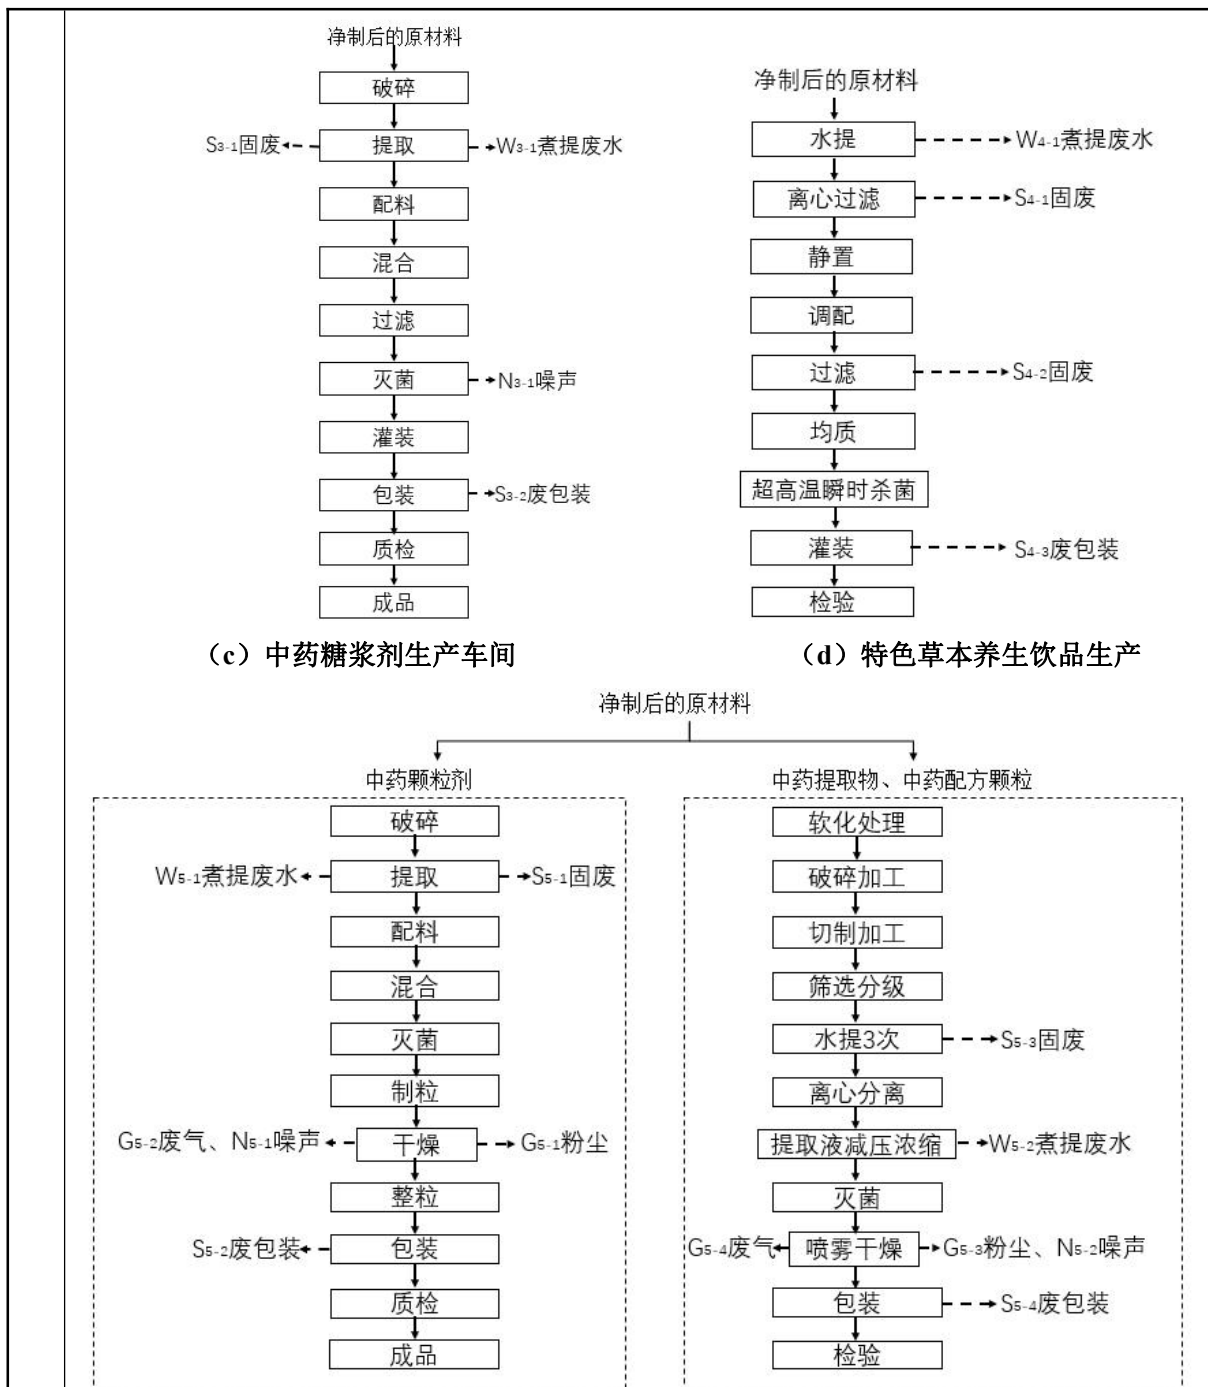 净制后的原材料
破碎
S3-1固废
提取
W3-1煮提废水
配料
混合
过滤
灭菌
N3-1噪声
灌装
包装
S3-2废包装
质检
成品
（c）中药糖浆剂生产车间
净制后的原材料
水提
W4-1煮提废水
离心过滤
S4-1固废
静置
调配
过滤
S4-2固废
均质
超高温瞬时杀菌
灌装
S4-3废包装
检验
（d）特色草本养生饮品生产
净制后的原材料
中药颗粒剂
破碎
W5-1煮提废水
提取
S5-1固废
配料
混合
灭菌
制粒
G5-2废气、N5-1噪声
干燥
G5-1粉尘
整粒
S5-2废包装
包装
质检
成品
中药提取物、中药配方颗粒
软化处理
破碎加工
切制加工
筛选分级
水提3次
S5-3固废
离心分离
提取液减压浓缩
W5-2煮提废水
灭菌
G5-4废气
喷雾干燥
G5-3粉尘、N5-2噪声
包装
S5-4废包装
检验